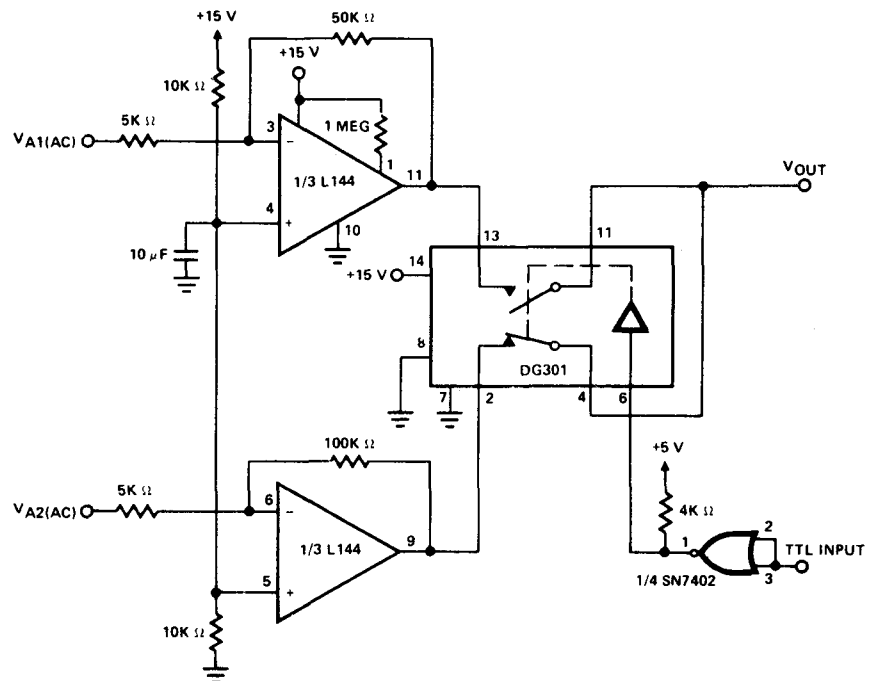 +15 V
50K Ω
+15 V
10K Ω
5K Ω
3
1 MEG
V_A1(AC)
−
1
11
1/3 L144
V_OUT
4
+
10
13
11
10 μF
+15 V
14
8
DG301
7
2
4
6
100K Ω
+5 V
5K Ω
V_A2(AC)
6
−
4K Ω
1/3 L144
9
1
2
TTL INPUT
5
+
1/4 SN7402
3
10K Ω